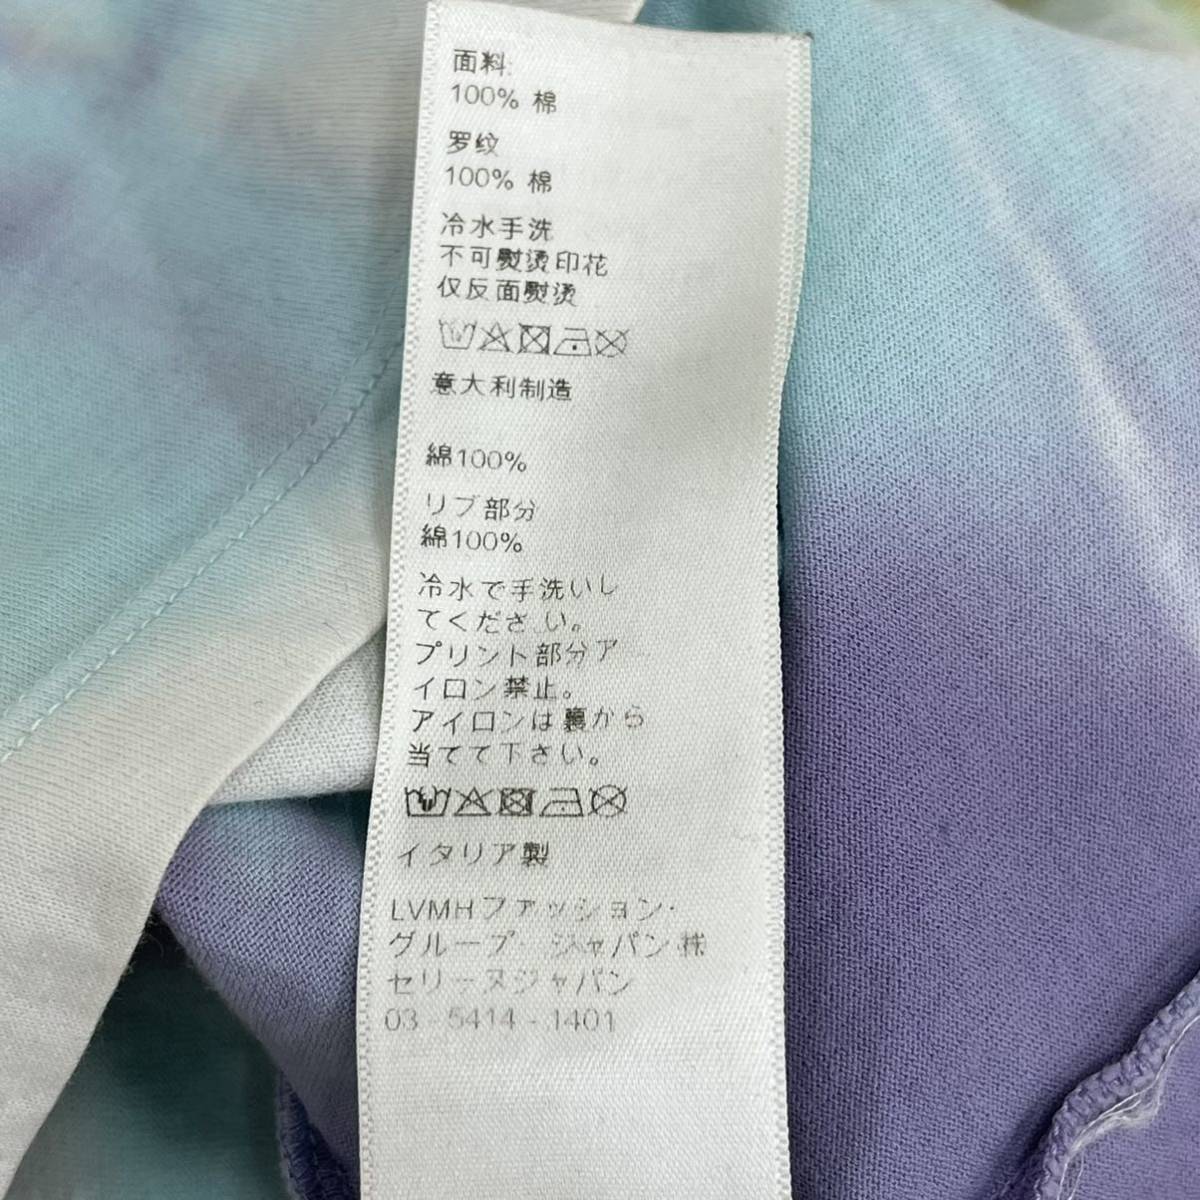 面料:
100% 棉
罗纹
100% 棉
冷水手洗
不可熨烫印花
仅反面熨烫
意大利制造
綿100%
リブ部分
綿100%
冷水で手洗いし
てください。
プリント部分ア
イロン禁止。
アイロンは裏から
当てて下さい。
イタリア製
LVMHファッション・
グループ・ジャパン㈱
セリーヌジャパン
03-5414-1401